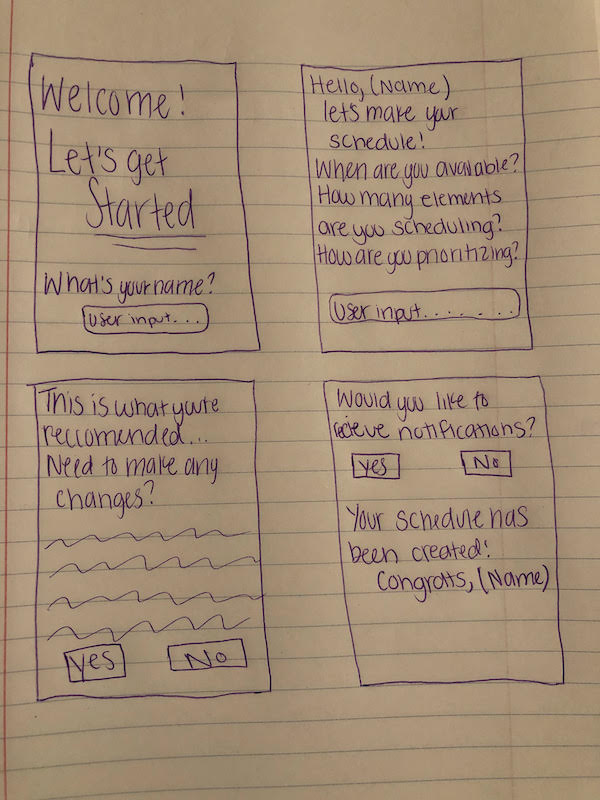 Welcome!
Let's get
Started
What's your name?
User input...
Hello, (Name)
let's make your
schedule!
When are you available?
How many elements
are you scheduling?
How are you prioritizing?
User input.......
This is what you're
reccomended...
Need to make any
changes?
yes
No
Would you like to
recieve notifications?
yes
No
Your schedule has
been created!
Congrats, (Name)